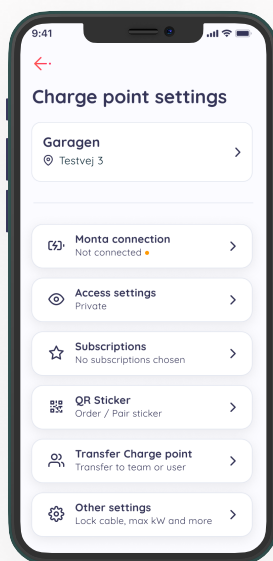 9:41
Charge point settings
Garagen
Testvej 3
Monta connection
Not connected
Access settings
Private
Subscriptions
No subscriptions chosen
QR Sticker
Order / Pair sticker
Transfer Charge point
Transfer to team or user
Other settings
Lock cable, max kW and more